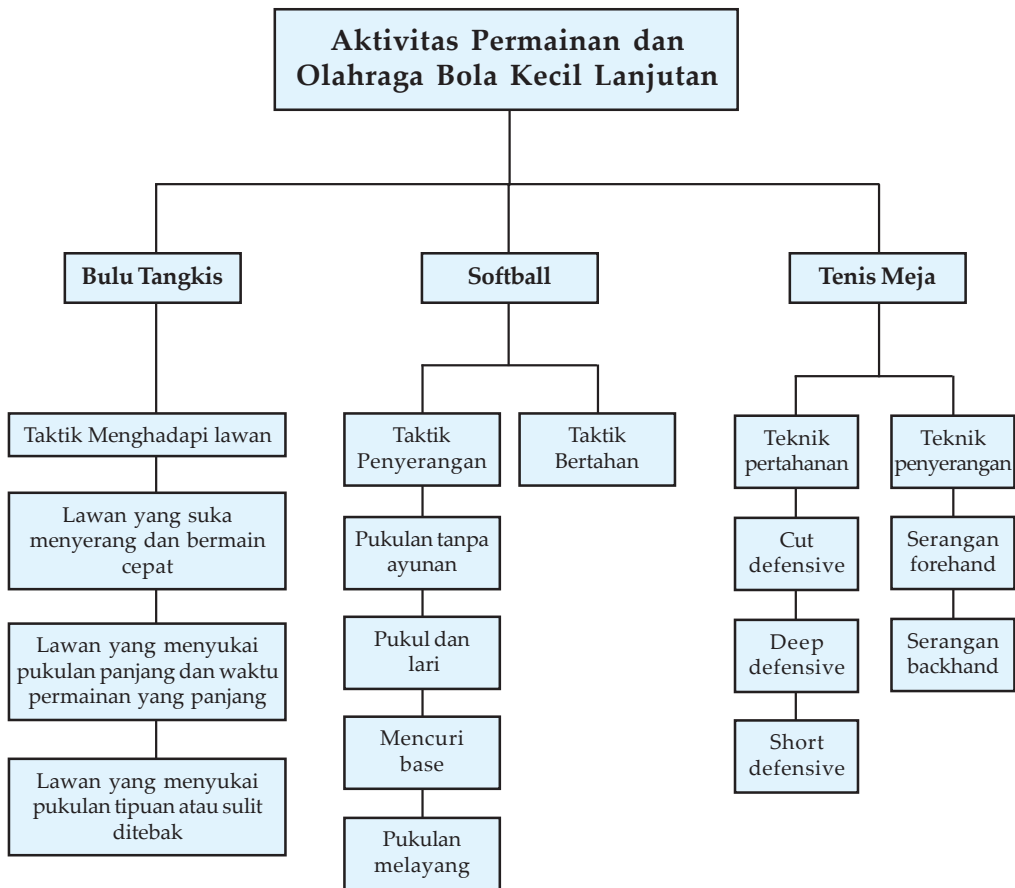 Aktivitas Permainan dan
Olahraga Bola Kecil Lanjutan
Bulu Tangkis
Taktik Menghadapi lawan
Lawan yang suka
menyerang dan bermain
cepat
Lawan yang menyukai
pukulan panjang dan waktu
permainan yang panjang
Lawan yang menyukai
pukulan tipuan atau sulit
ditebak
Softball
Taktik
Penyerangan
Pukulan tanpa
ayunan
Pukul dan
lari
Mencuri
base
Pukulan
melayang
Taktik
Bertahan
Tenis Meja
Teknik
pertahanan
Cut
defensive
Deep
defensive
Short
defensive
Teknik
penyerangan
Serangan
forehand
Serangan
backhand